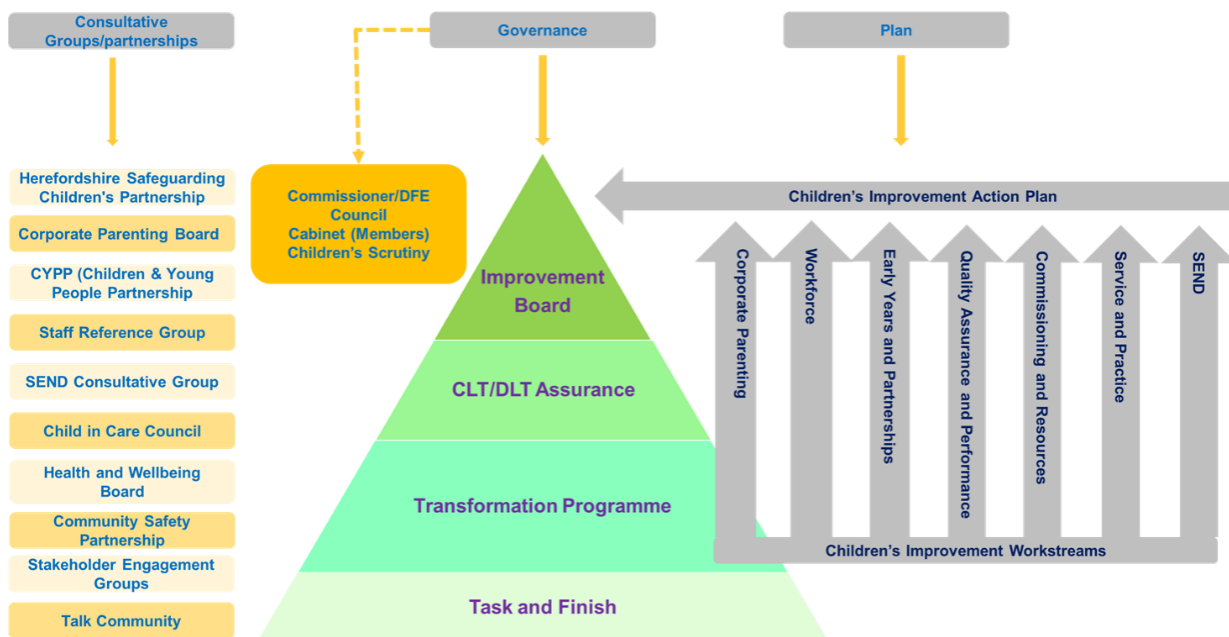 Consultative
Groups/partnerships
Governance
Plan
Herefordshire Safeguarding
Children's Partnership
Corporate Parenting Board
CYPP (Children & Young
People Partnership
Staff Reference Group
SEND Consultative Group
Child in Care Council
Health and Wellbeing
Board
Community Safety
Partnership
Stakeholder Engagement
Groups
Talk Community
Commissioner/DFE
Council
Cabinet (Members)
Children's Scrutiny
Improvement
Board
CLT/DLT Assurance
Transformation Programme
Task and Finish
Children's Improvement Action Plan
Corporate Parenting
Workforce
Early Years and Partnerships
Quality Assurance and Performance
Commissioning and Resources
Service and Practice
SEND
Children's Improvement Workstreams